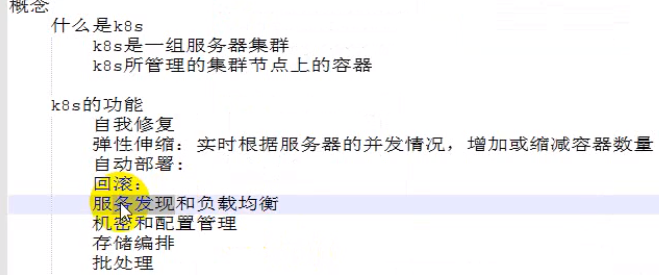 概念
什么是k8s
k8s是一组服务器集群
k8s所管理的集群节点上的容器
k8s的功能
自我修复
弹性伸缩：实时根据服务器的并发情况，增加或缩减容器数量
自动部署：
回滚：
服务发现和负载均衡
机密和配置管理
存储编排
批处理